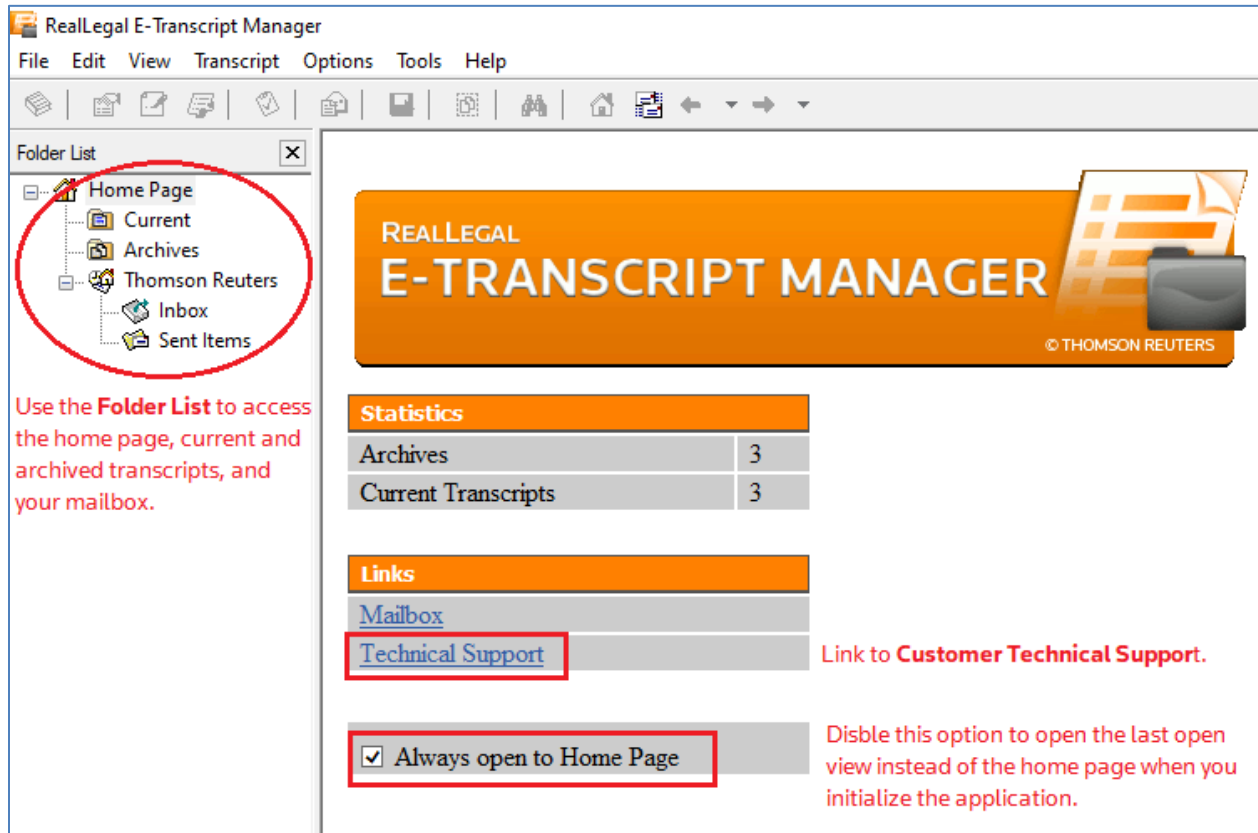 RealLegal E-Transcript Manager
File Edit View Transcript Options Tools Help
Folder List
Home Page
Current
Archives
Thomson Reuters
Inbox
Sent Items
Use the Folder List to access
the home page, current and
archived transcripts, and
your mailbox.
REALLEGAL
E-TRANSCRIPT MANAGER
© THOMSON REUTERS
Statistics
Archives 3
Current Transcripts 3
Links
Mailbox
Technical Support
Link to Customer Technical Support.
Always open to Home Page
Disble this option to open the last open
view instead of the home page when you
initialize the application.